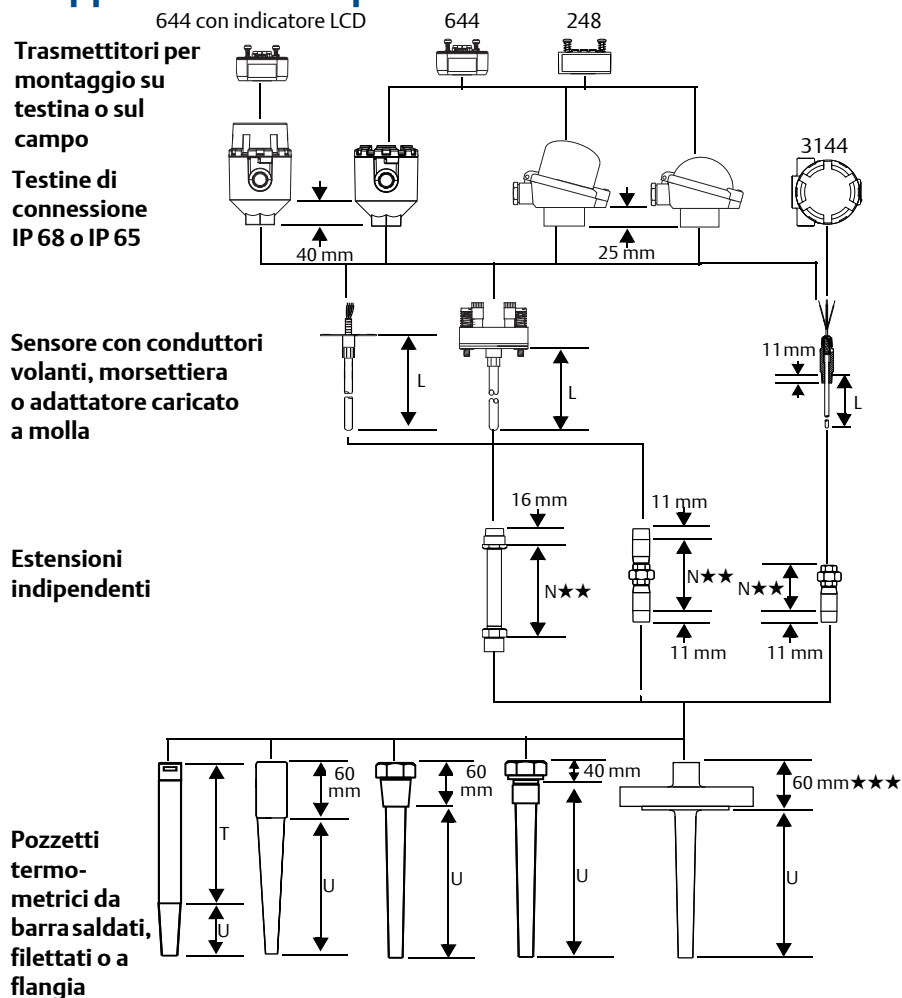 644 con indicatore LCD
644
248
Trasmettitori per
montaggio su
testina o sul
campo
3144
Testine di
connessione
IP 68 o IP 65
40 mm
25 mm
Sensore con conduttori
volanti, morsettiera
o adattatore caricato
a molla
L
L
11 mm
L
16 mm
11 mm
Estensioni
indipendenti
N★★
N★★
N★★
11 mm
11 mm
60
mm
60
mm
40 mm
60 mm★★★
Pozzetti
termo-
metrici da
barra saldati,
filettati o a
flangia
T
U
U
U
U
U